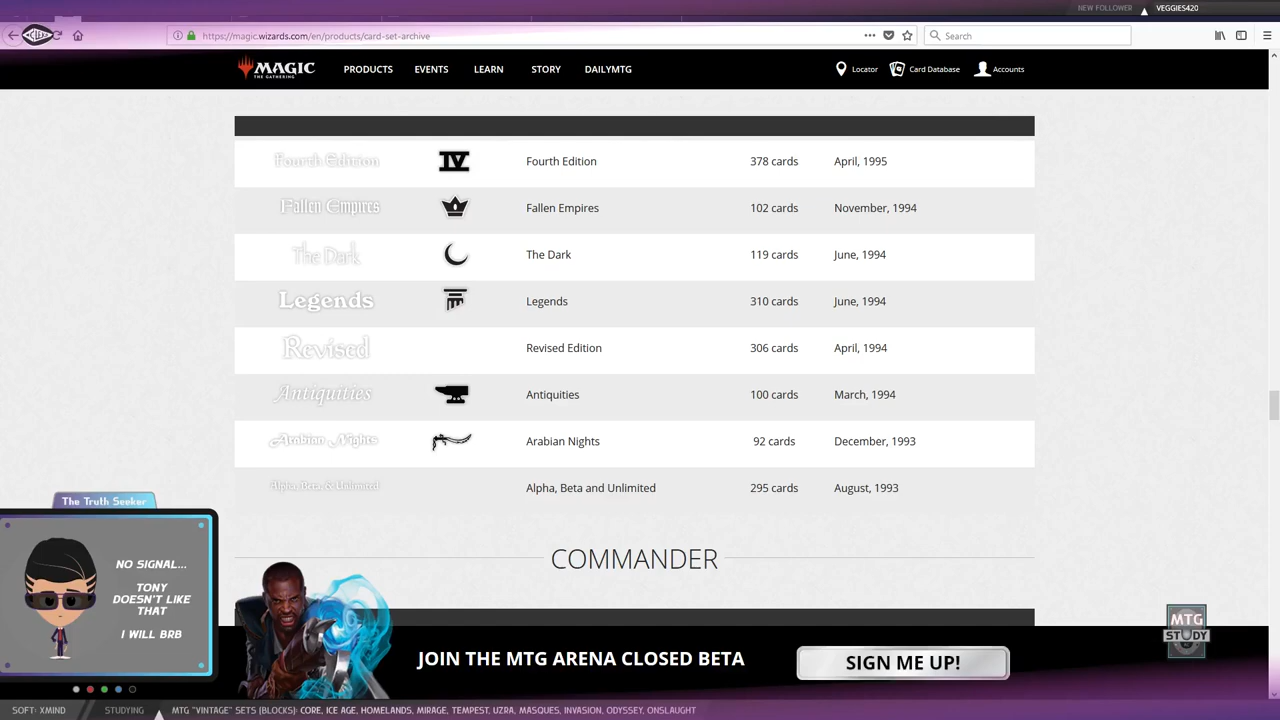 NEW FOLLOWER VEGGIES420
https://magic.wizards.com/en/products/card-set-archive
Search
MAGIC
THE GATHERING
PRODUCTS EVENTS LEARN STORY DAILYMTG
Locator Card Database Accounts
Fourth Edition IV Fourth Edition 378 cards April, 1995
Fallen Empires Fallen Empires 102 cards November, 1994
The Dark The Dark 119 cards June, 1994
Legends Legends 310 cards June, 1994
Revised Revised Edition 306 cards April, 1994
Antiquities Antiquities 100 cards March, 1994
Arabian Nights Arabian Nights 92 cards December, 1993
Alpha, Beta, & Unlimited Alpha, Beta and Unlimited 295 cards August, 1993
The Truth Seeker
NO SIGNAL...
TONY
DOESN'T LIKE
THAT
I WILL BRB
COMMANDER
JOIN THE MTG ARENA CLOSED BETA
SIGN ME UP!
MTG
STUDY
SOFT: XMIND STUDYING MTG "VINTAGE" SETS (BLOCKS): CORE, ICE AGE, HOMELANDS, MIRAGE, TEMPEST, UZRA, MASQUES, INVASION, ODYSSEY, ONSLAUGHT